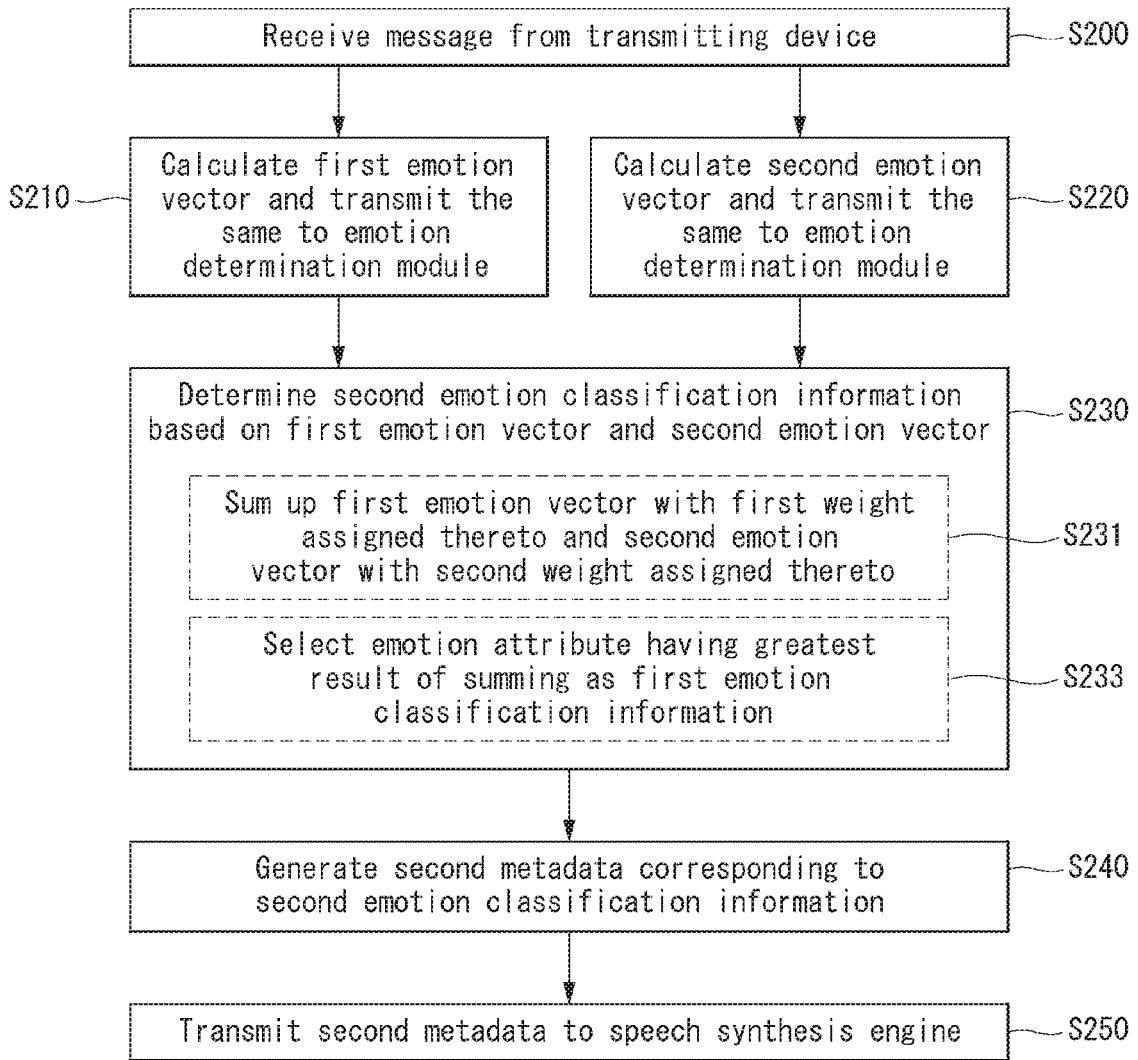 Receive message from transmitting device
S200
S210
Calculate first emotion
vector and transmit the
same to emotion
determination module
Calculate second emotion
vector and transmit the
same to emotion
determination module
S220
Determine second emotion classification information
based on first emotion vector and second emotion vector
S230
Sum up first emotion vector with first weight
assigned thereto and second emotion
vector with second weight assigned thereto
S231
Select emotion attribute having greatest
result of summing as first emotion
classification information
S233
Generate second metadata corresponding to
second emotion classification information
S240
Transmit second metadata to speech synthesis engine
S250